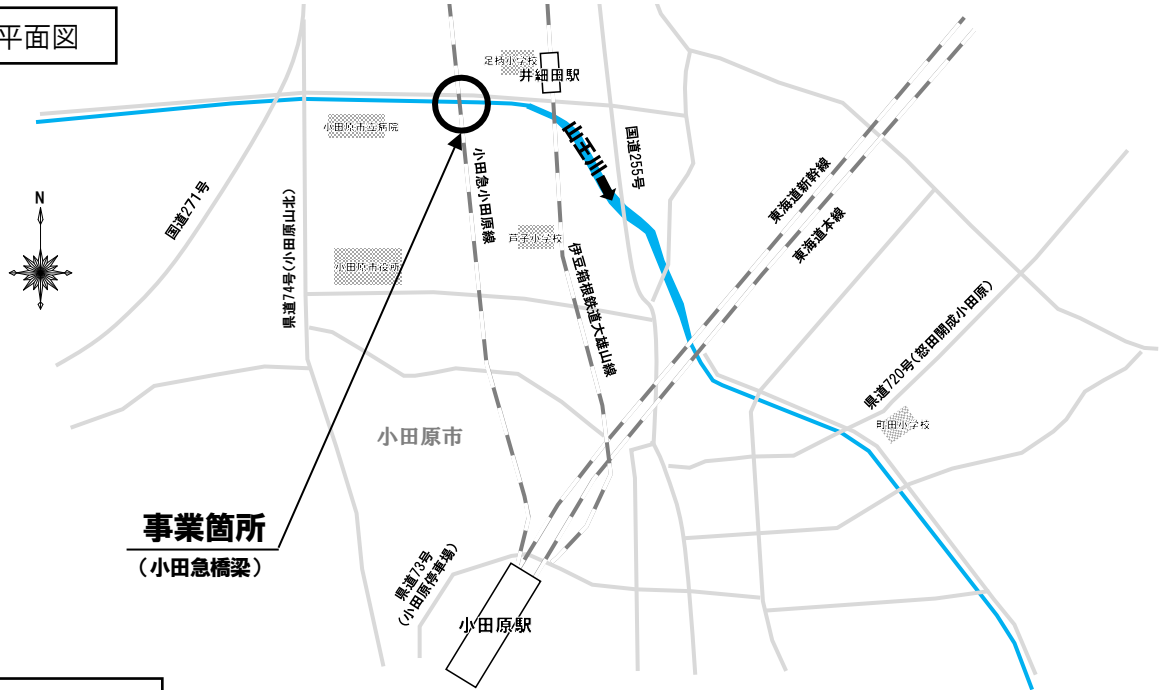 平面図
足柄小学校
井細田駅
小田原市立病院
山王川
国道255号
東海道新幹線
東海道本線
国道271号
県道74号(小田原山北)
小田急小田原線
芦子小学校
小田原市役所
伊豆箱根鉄道大雄山線
N
県道720号(怒田開成小田原)
町田小学校
小田原市
事業箇所
(小田急橋梁)
県道73号
(小田原停車場)
小田原駅